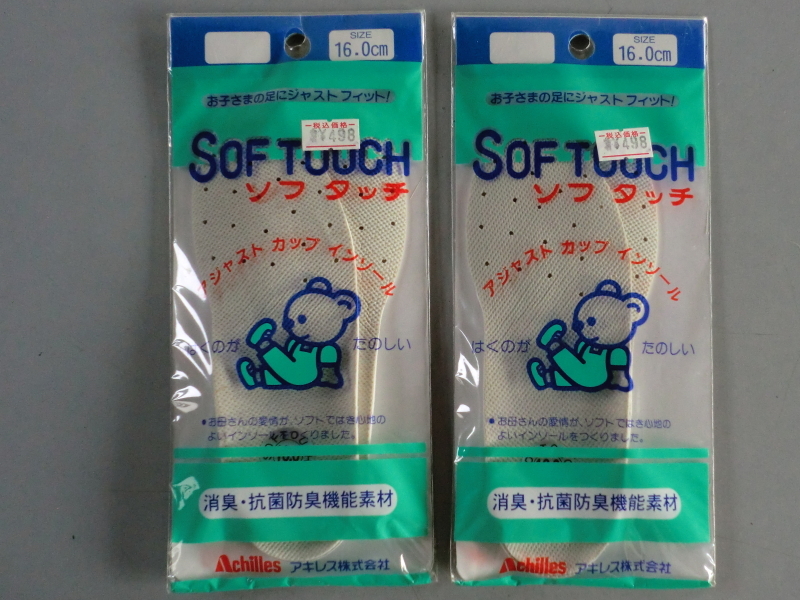 SIZE
16.0cm
お子さまの足にジャスト フィット!
税込価格
¥498
SOF TOUCH
ソフ タッチ
アジャスト カップ インソール
はくのが たのしい
●お母さんの愛情が、ソフトではき心地の
よいインソールをつくりました。
消臭・抗菌防臭機能素材
Achilles アキレス株式会社
SIZE
16.0cm
お子さまの足にジャスト フィット!
税込価格
¥498
SOF TOUCH
ソフ タッチ
アジャスト カップ インソール
はくのが たのしい
●お母さんの愛情が、ソフトではき心地の
よいインソールをつくりました。
消臭・抗菌防臭機能素材
Achilles アキレス株式会社